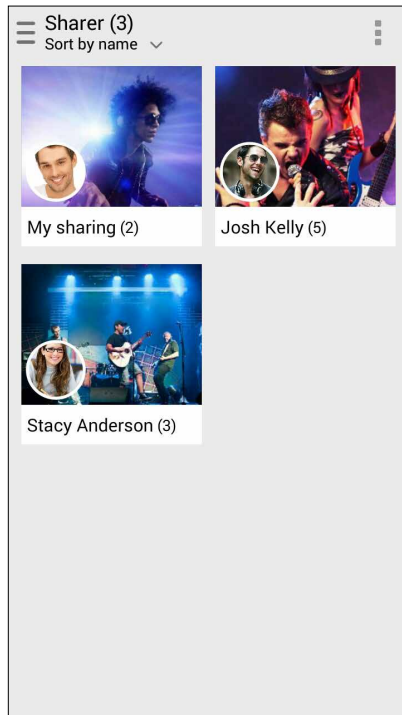 Sharer (3)
Sort by name
My sharing (2)
Josh Kelly (5)
Stacy Anderson (3)